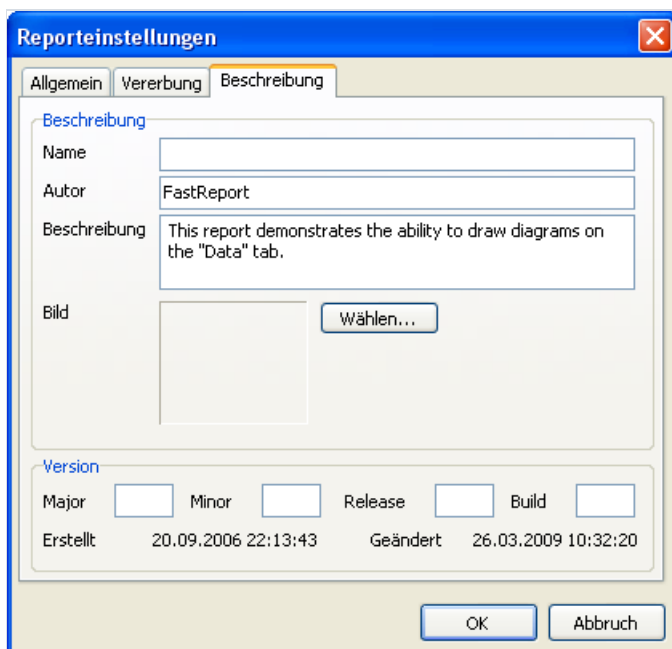 Reporteinstellungen
Allgemein Vererbung Beschreibung
Beschreibung
Name
Autor FastReport
Beschreibung This report demonstrates the ability to draw diagrams on
the "Data" tab.
Bild Wählen...
Version
Major Minor Release Build
Erstellt 20.09.2006 22:13:43 Geändert 26.03.2009 10:32:20
OK Abbruch